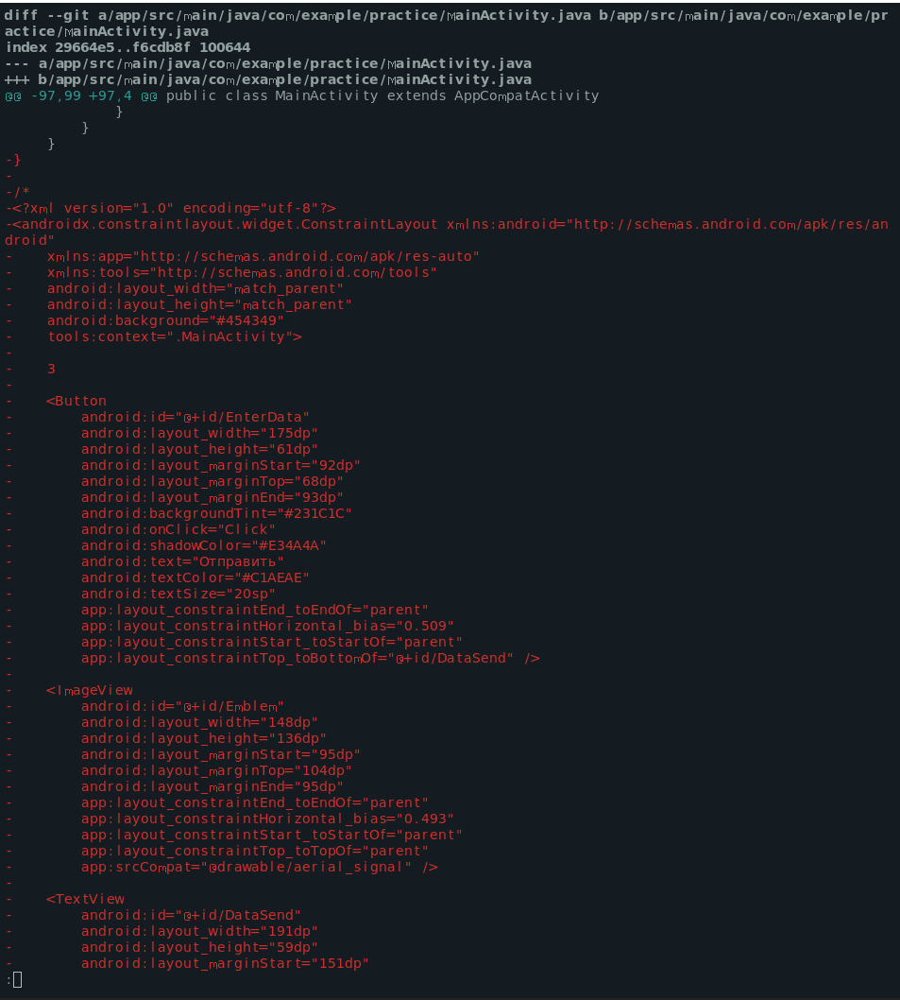 diff --git a/app/src/main/java/com/example/practice/MainActivity.java b/app/src/main/java/com/example/pr
actice/MainActivity.java
index 29664e5..f6cdb8f 100644
--- a/app/src/main/java/com/example/practice/MainActivity.java
+++ b/app/src/main/java/com/example/practice/MainActivity.java
@@ -97,99 +97,4 @@ public class MainActivity extends AppCompatActivity
             }
         }
     }
-}
-
-/*
-<?xml version="1.0" encoding="utf-8"?>
-<androidx.constraintlayout.widget.ConstraintLayout xmlns:android="http://schemas.android.com/apk/res/an
droid"
-    xmlns:app="http://schemas.android.com/apk/res-auto"
-    xmlns:tools="http://schemas.android.com/tools"
-    android:layout_width="match_parent"
-    android:layout_height="match_parent"
-    android:background="#454349"
-    tools:context=".MainActivity">
-
-    3
-
-    <Button
-        android:id="@+id/EnterData"
-        android:layout_width="175dp"
-        android:layout_height="61dp"
-        android:layout_marginStart="92dp"
-        android:layout_marginTop="68dp"
-        android:layout_marginEnd="93dp"
-        android:backgroundTint="#231C1C"
-        android:onClick="Click"
-        android:shadowColor="#E34A4A"
-        android:text="Отправить"
-        android:textColor="#C1AEAE"
-        android:textSize="20sp"
-        app:layout_constraintEnd_toEndOf="parent"
-        app:layout_constraintHorizontal_bias="0.509"
-        app:layout_constraintStart_toStartOf="parent"
-        app:layout_constraintTop_toBottomOf="@+id/DataSend" />
-
-    <ImageView
-        android:id="@+id/Emblem"
-        android:layout_width="148dp"
-        android:layout_height="136dp"
-        android:layout_marginStart="95dp"
-        android:layout_marginTop="104dp"
-        android:layout_marginEnd="95dp"
-        app:layout_constraintEnd_toEndOf="parent"
-        app:layout_constraintHorizontal_bias="0.493"
-        app:layout_constraintStart_toStartOf="parent"
-        app:layout_constraintTop_toTopOf="parent"
-        app:srcCompat="@drawable/aerial_signal" />
-
-    <TextView
-        android:id="@+id/DataSend"
-        android:layout_width="191dp"
-        android:layout_height="59dp"
-        android:layout_marginStart="151dp"
: